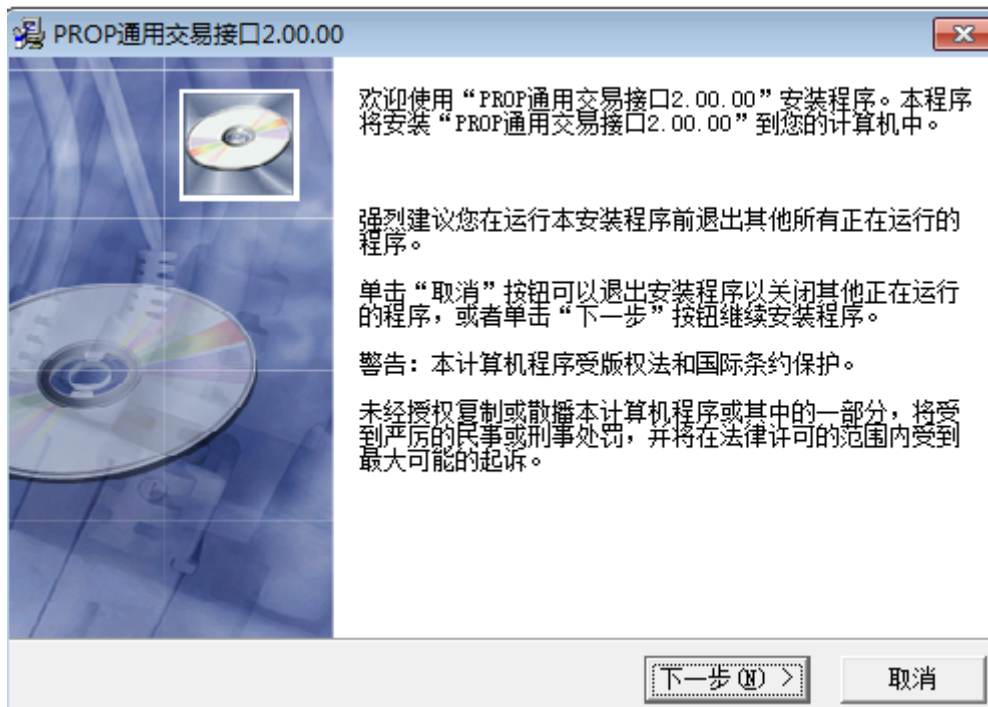 PROP通用交易接口2.00.00
欢迎使用“PROP通用交易接口2.00.00”安装程序。本程序
将安装“PROP通用交易接口2.00.00”到您的计算机中。
强烈建议您在运行本安装程序前退出其他所有正在运行的
程序。
单击“取消”按钮可以退出安装程序以关闭其他正在运行
的程序，或者单击“下一步”按钮继续安装程序。
警告：本计算机程序受版权法和国际条约保护。
未经授权复制或散播本计算机程序或其中的一部分，将受
到严厉的民事或刑事处罚，并将在法律许可的范围内受到
最大可能的起诉。
下一步(N) >
取消